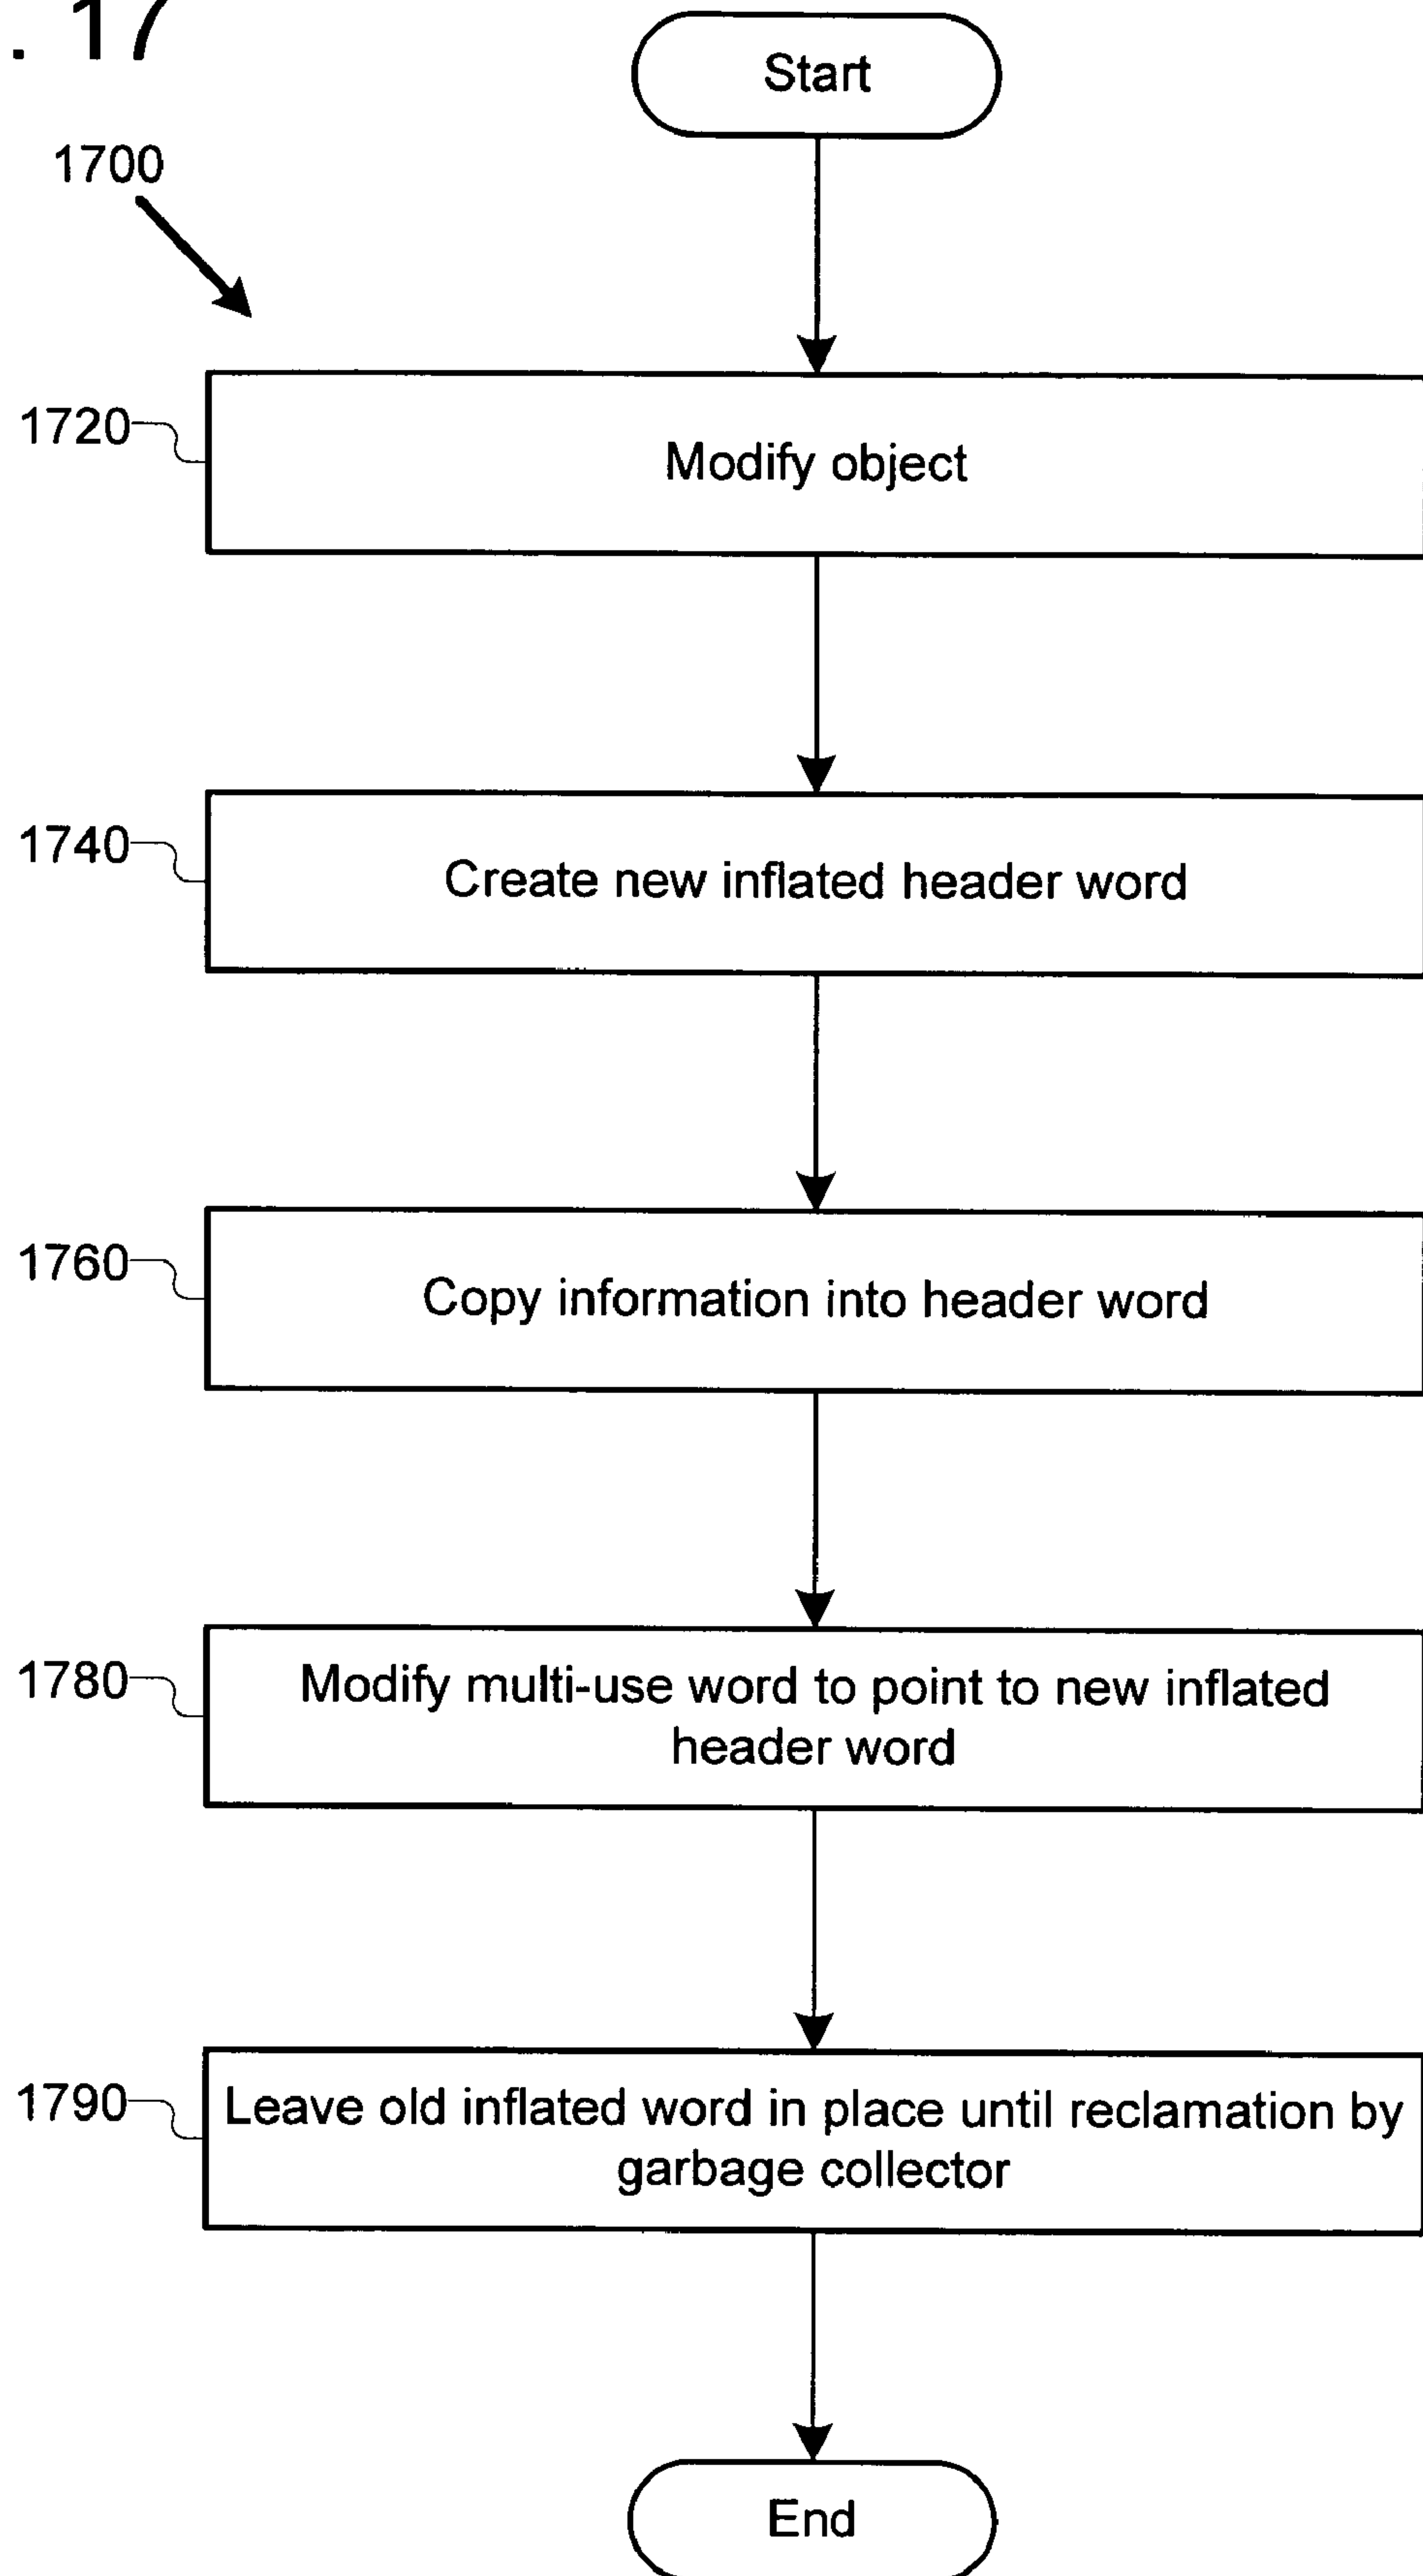 . 17
Start
1700
1720
Modify object
1740
Create new inflated header word
1760
Copy information into header word
1780
Modify multi-use word to point to new inflated
header word
1790
Leave old inflated word in place until reclamation by
garbage collector
End